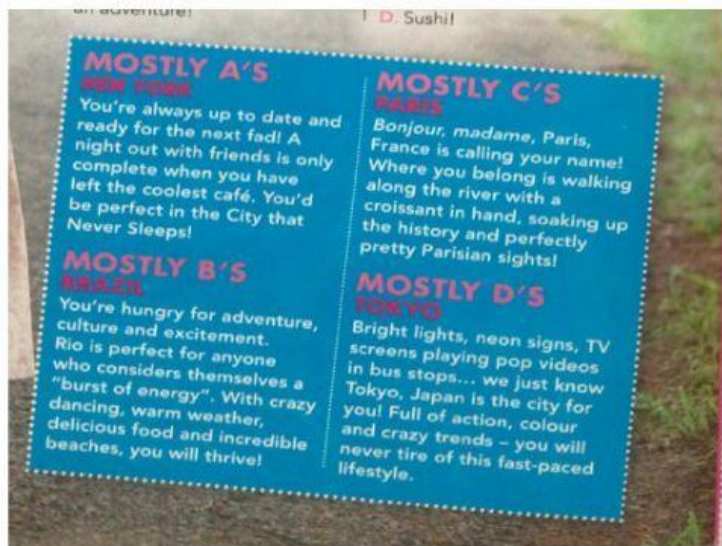 an adventure!
D. Sushi!
MOSTLY A'S
NEW YORK
You're always up to date and
ready for the next fad! A
night out with friends is only
complete when you have
left the coolest café. You'd
be perfect in the City that
Never Sleeps!
MOSTLY B'S
BRAZIL
You're hungry for adventure,
culture and excitement.
Rio is perfect for anyone
who considers themselves a
"burst of energy". With crazy
dancing, warm weather,
delicious food and incredible
beaches, you will thrive!
MOSTLY C'S
PARIS
Bonjour, madame, Paris,
France is calling your name!
Where you belong is walking
along the river with a
croissant in hand, soaking up
the history and perfectly
pretty Parisian sights!
MOSTLY D'S
TOKYO
Bright lights, neon signs, TV
screens playing pop videos
in bus stops... we just know
Tokyo, Japan is the city for
you! Full of action, colour
and crazy trends – you will
never tire of this fast-paced
lifestyle.